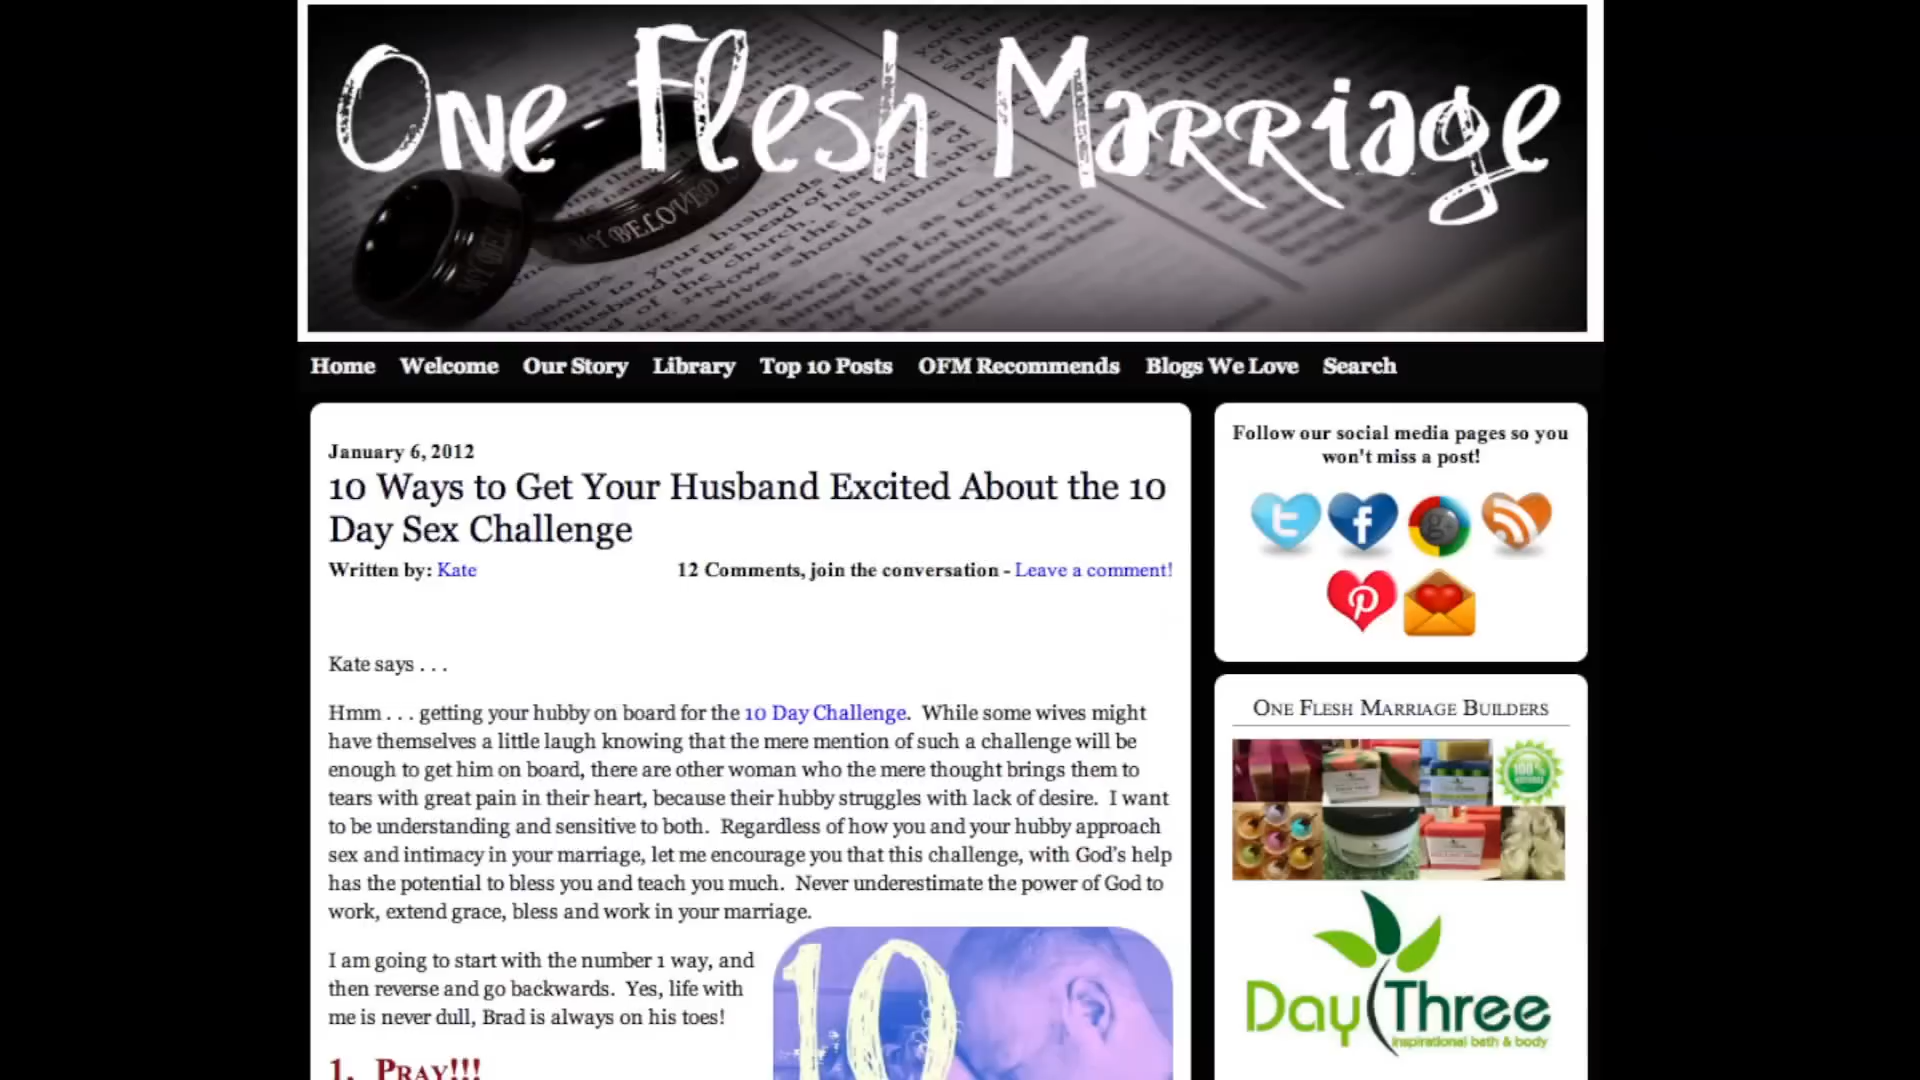 One Flesh Marriage
MY BELOVED
Home Welcome Our Story Library Top 10 Posts OFM Recommends Blogs We Love Search
January 6, 2012
10 Ways to Get Your Husband Excited About the 10
Day Sex Challenge
Written by: Kate
12 Comments, join the conversation - Leave a comment!
Kate says . . .
Hmm . . . getting your hubby on board for the 10 Day Challenge.  While some wives might
have themselves a little laugh knowing that the mere mention of such a challenge will be
enough to get him on board, there are other woman who the mere thought brings them to
tears with great pain in their heart, because their hubby struggles with lack of desire.  I want
to be understanding and sensitive to both.  Regardless of how you and your hubby approach
sex and intimacy in your marriage, let me encourage you that this challenge, with God's help
has the potential to bless you and teach you much.  Never underestimate the power of God to
work, extend grace, bless and work in your marriage.
I am going to start with the number 1 way, and
then reverse and go backwards.  Yes, life with
me is never dull, Brad is always on his toes!
1. Pray!!!
10
Follow our social media pages so you
won't miss a post!
One Flesh Marriage Builders
100%
Day Three
inspirational bath & body